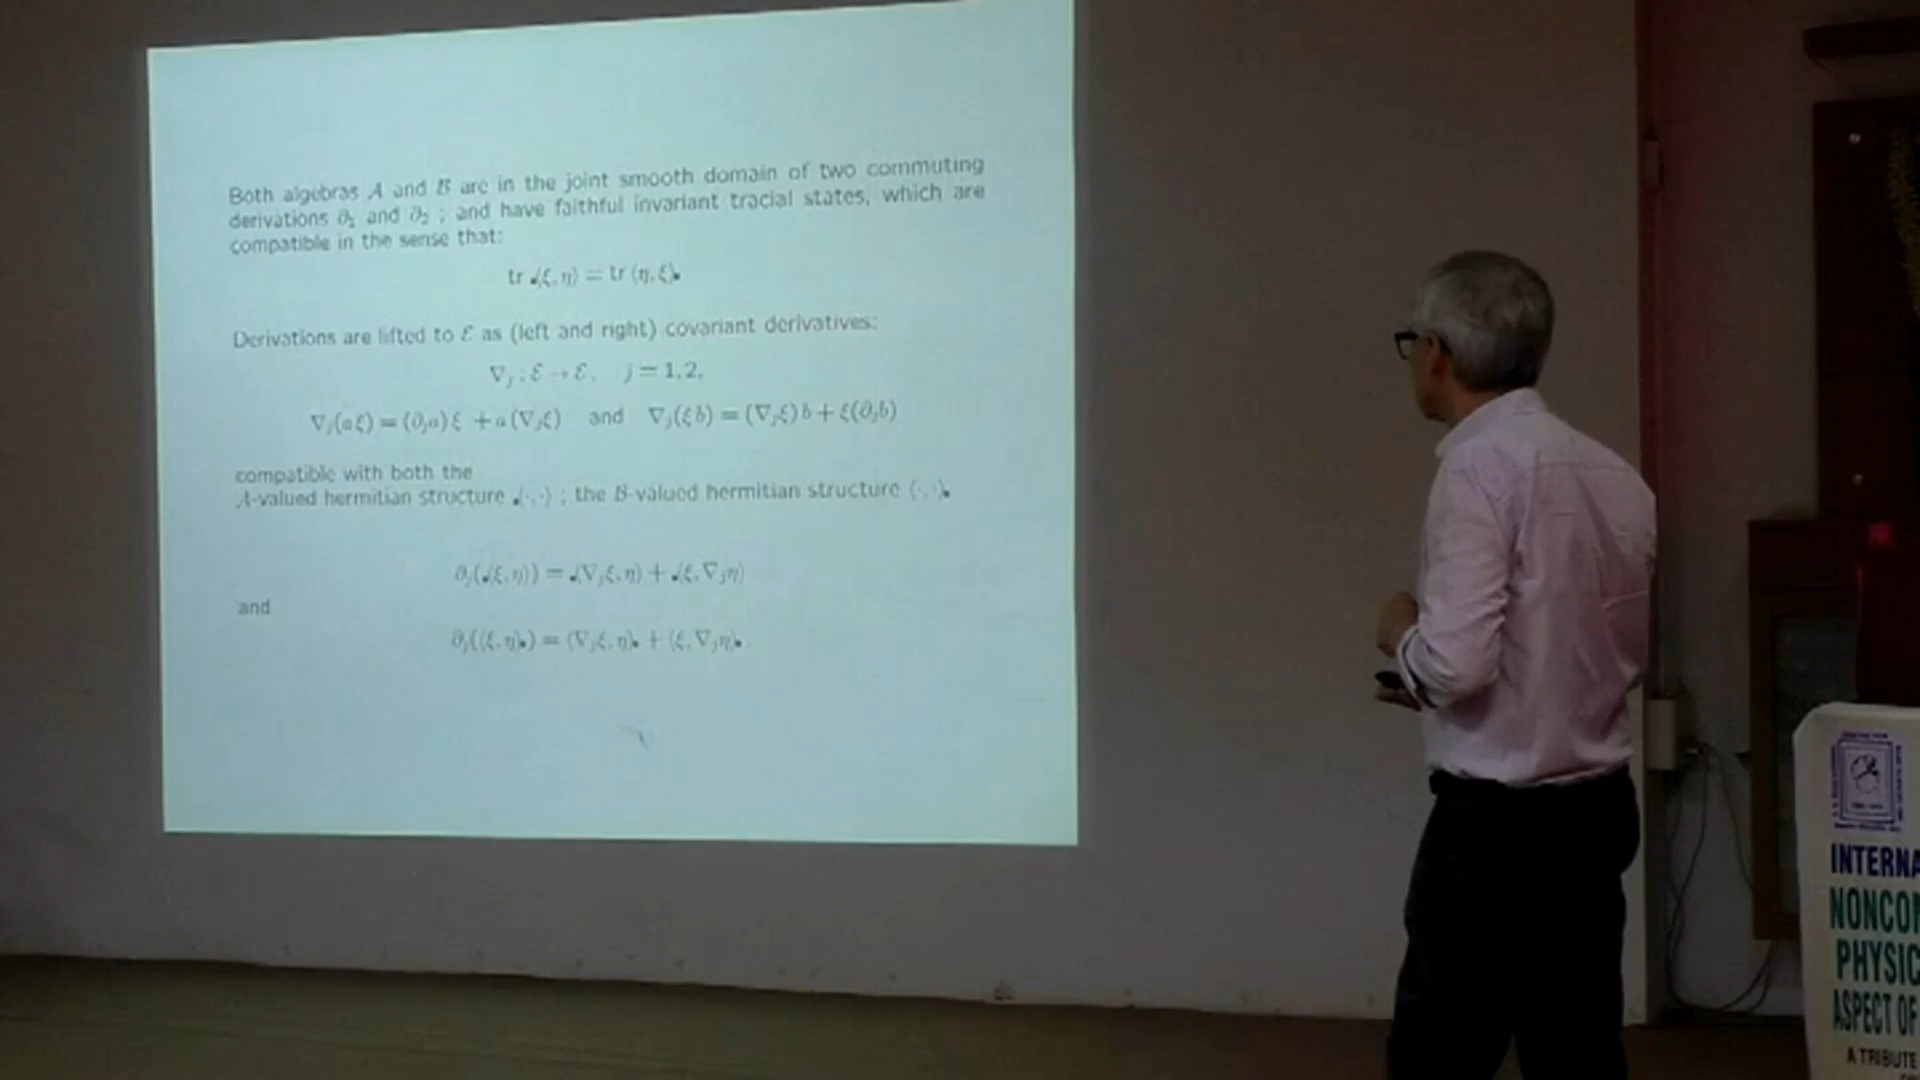 Both algebras A and B are in the joint smooth domain of two commuting
derivations ∂₁ and ∂₂ ; and have faithful invariant tracial states, which are
compatible in the sense that:
tr •⟨ξ, η⟩ = tr ⟨η, ξ⟩•
Derivations are lifted to ℰ as (left and right) covariant derivatives:
∇ⱼ : ℰ → ℰ, j = 1, 2,
∇ⱼ(aξ) = (∂ⱼa)ξ + a(∇ⱼξ) and ∇ⱼ(ξb) = (∇ⱼξ)b + ξ(∂ⱼb)
compatible with both the
A-valued hermitian structure •⟨·,·⟩ ; the B-valued hermitian structure ⟨·,·⟩•
∂ⱼ(•⟨ξ, η⟩) = •⟨∇ⱼξ, η⟩ + •⟨ξ, ∇ⱼη⟩
and
∂ⱼ(⟨ξ, η⟩•) = ⟨∇ⱼξ, η⟩• + ⟨ξ, ∇ⱼη⟩• .
INTERNA
NONCOM
PHYSIC
ASPECT OF
A TRIBUTE